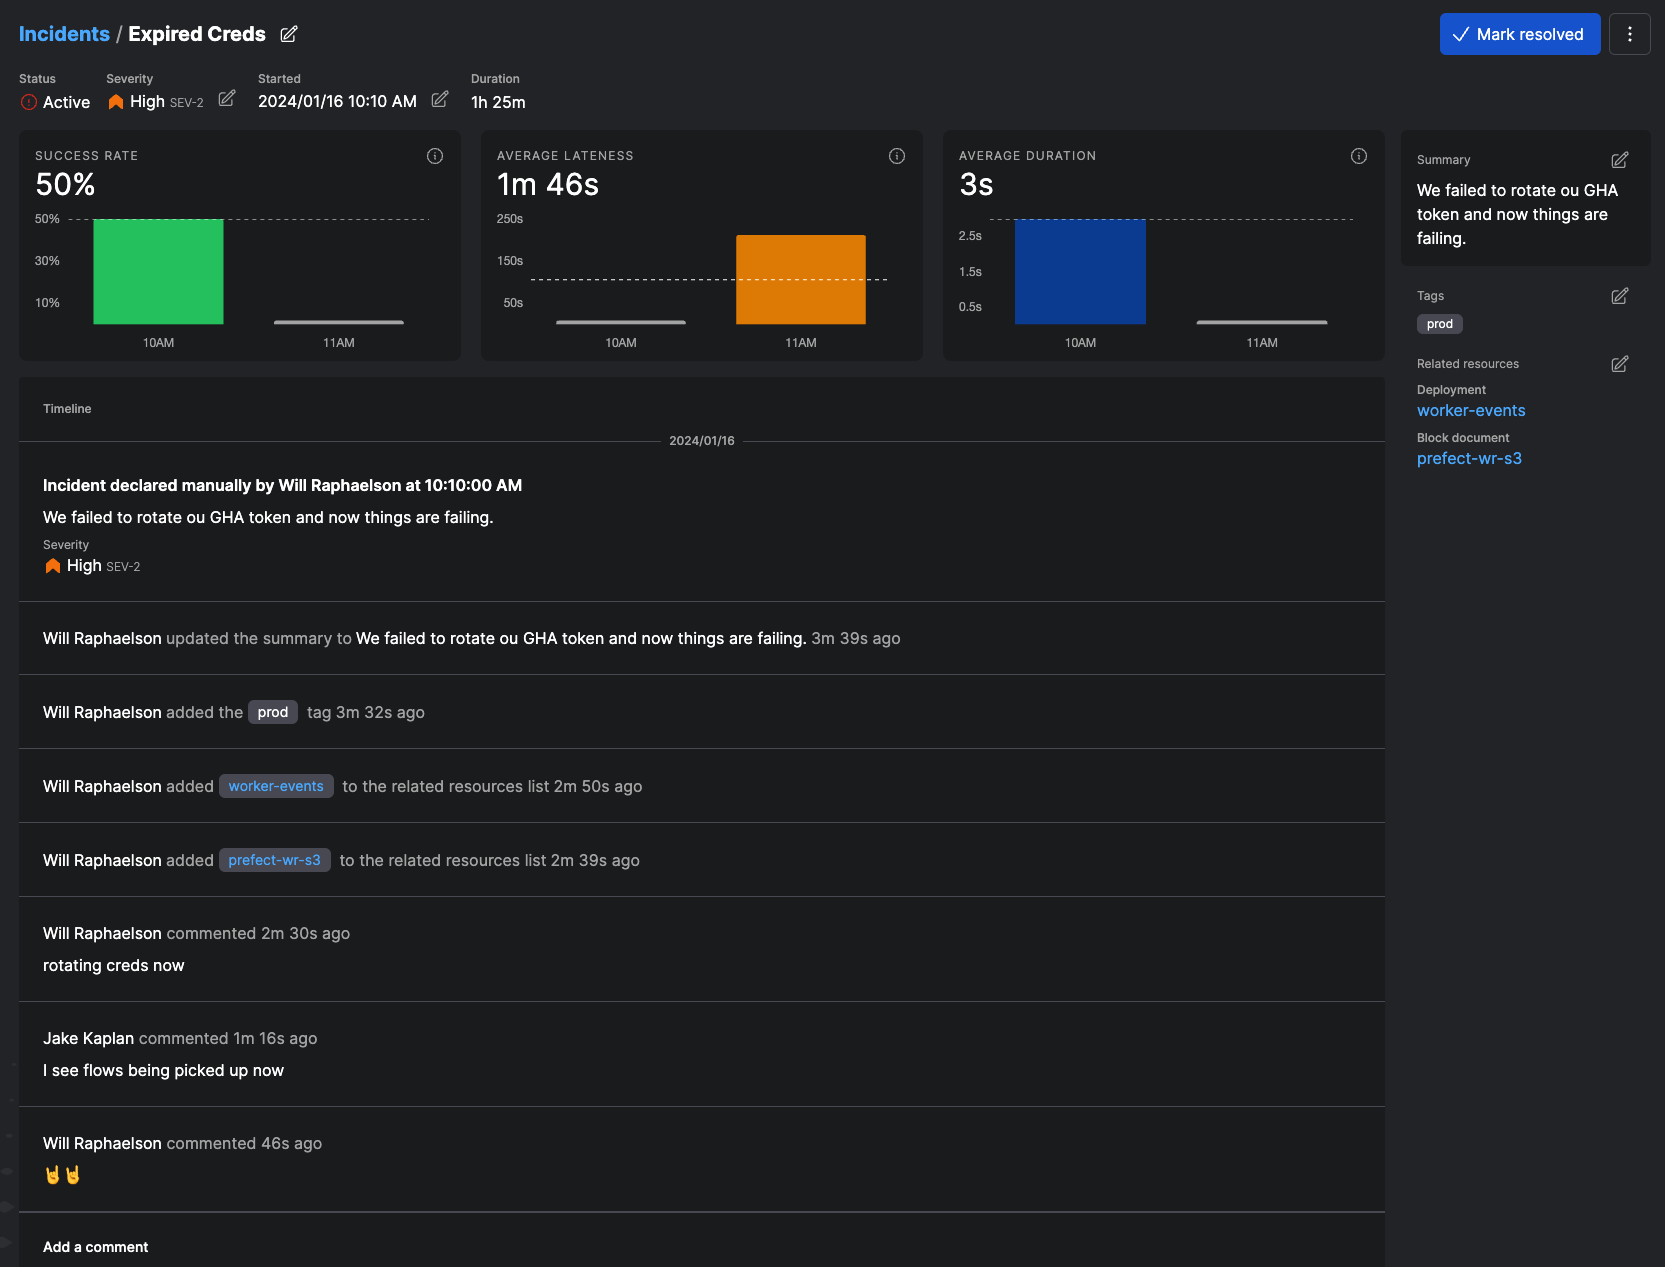 Incidents / Expired Creds
Mark resolved
Status
Active
Severity
High SEV-2
Started
2024/01/16 10:10 AM
Duration
1h 25m
SUCCESS RATE
50%
50%
30%
10%
10AM 11AM
AVERAGE LATENESS
1m 46s
250s
150s
50s
10AM 11AM
AVERAGE DURATION
3s
2.5s
1.5s
0.5s
10AM 11AM
Summary
We failed to rotate ou GHA
token and now things are
failing.
Tags
prod
Related resources
Deployment
worker-events
Block document
prefect-wr-s3
Timeline
2024/01/16
Incident declared manually by Will Raphaelson at 10:10:00 AM
We failed to rotate ou GHA token and now things are failing.
Severity
High SEV-2
Will Raphaelson updated the summary to We failed to rotate ou GHA token and now things are failing. 3m 39s ago
Will Raphaelson added the prod tag 3m 32s ago
Will Raphaelson added worker-events to the related resources list 2m 50s ago
Will Raphaelson added prefect-wr-s3 to the related resources list 2m 39s ago
Will Raphaelson commented 2m 30s ago
rotating creds now
Jake Kaplan commented 1m 16s ago
I see flows being picked up now
Will Raphaelson commented 46s ago
🤘🤘
Add a comment